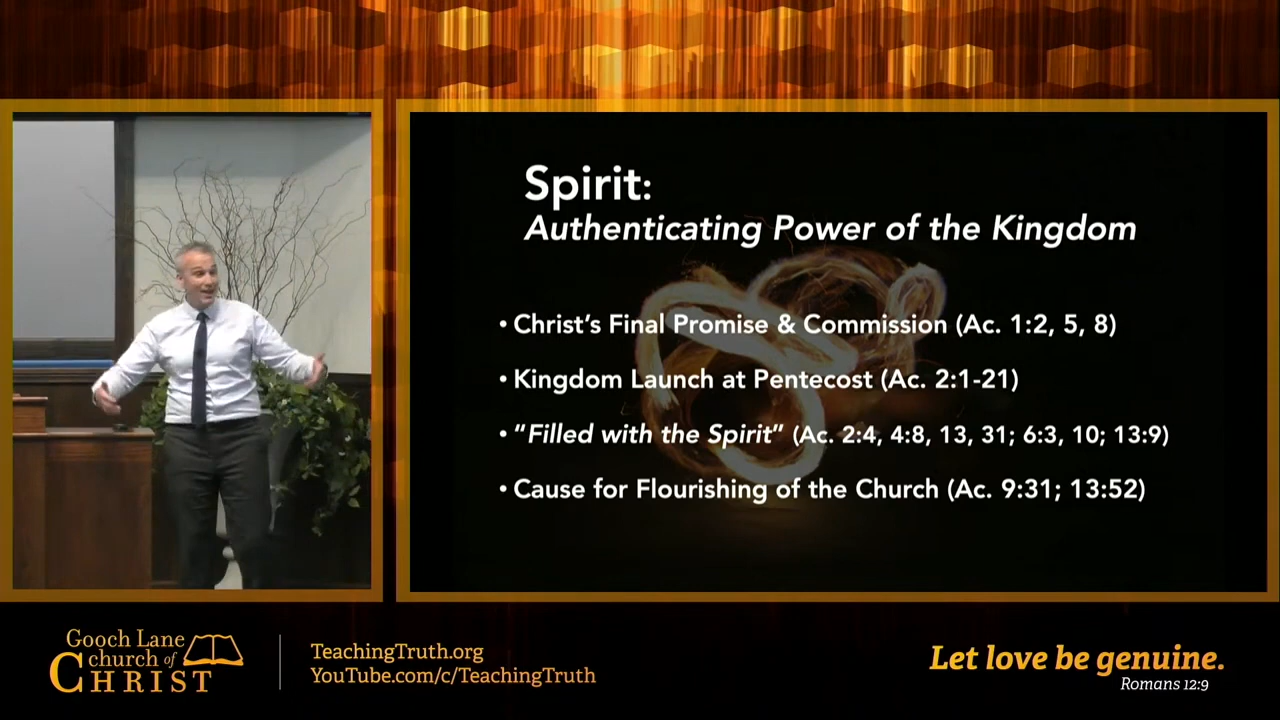 Spirit:
Authenticating Power of the Kingdom
• Christ's Final Promise & Commission (Ac. 1:2, 5, 8)
• Kingdom Launch at Pentecost (Ac. 2:1-21)
• "Filled with the Spirit" (Ac. 2:4, 4:8, 13, 31; 6:3, 10; 13:9)
• Cause for Flourishing of the Church (Ac. 9:31; 13:52)
Gooch Lane
church of
CHRIST
TeachingTruth.org
YouTube.com/c/TeachingTruth
Let love be genuine.
Romans 12:9